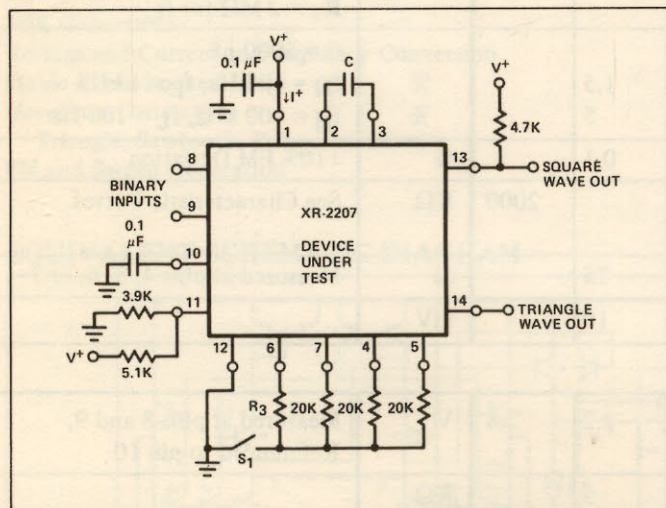 V+
0.1 µF
C
↓I+
V+
1
2
3
4.7K
8
13
SQUARE
WAVE OUT
BINARY
INPUTS
XR-2207
9
0.1
µF
DEVICE
UNDER
TEST
10
3.9K
11
14
TRIANGLE
WAVE OUT
V+
5.1K
12
6
7
4
5
R3
20K
20K
20K
S1